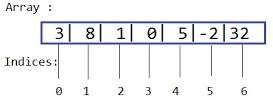 Array :
3| 8| 1| 0| 5|-2|32
Indices:
0 1 2 3 4 5 6